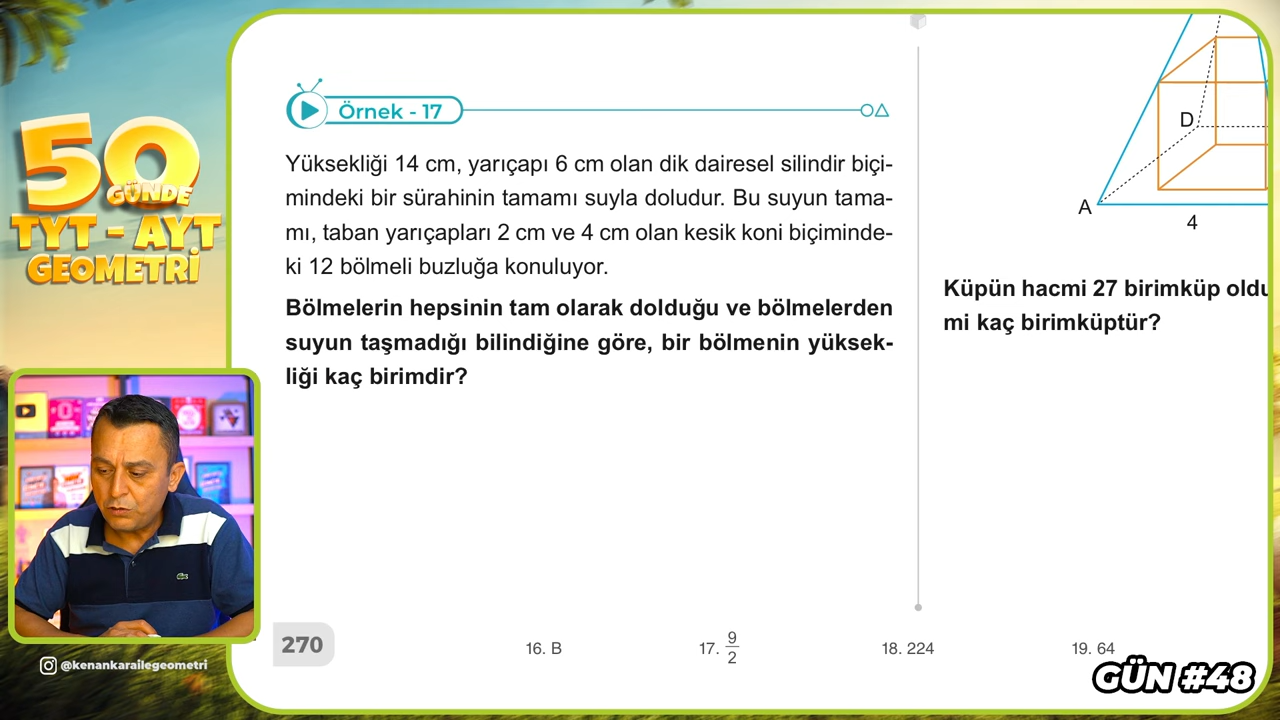 50
GÜNDE
TYT - AYT
GEOMETRİ
Örnek - 17
Yüksekliği 14 cm, yarıçapı 6 cm olan dik dairesel silindir biçi-
mindeki bir sürahinin tamamı suyla doludur. Bu suyun tama-
mı, taban yarıçapları 2 cm ve 4 cm olan kesik koni biçiminde-
ki 12 bölmeli buzluğa konuluyor.
Bölmelerin hepsinin tam olarak dolduğu ve bölmelerden
suyun taşmadığı bilindiğine göre, bir bölmenin yüksek-
liği kaç birimdir?
D
A
4
Küpün hacmi 27 birimküp oldu
mi kaç birimküptür?
270
16. B
17. 9/2
18. 224
19. 64
@kenankarailegeometri
GÜN #48